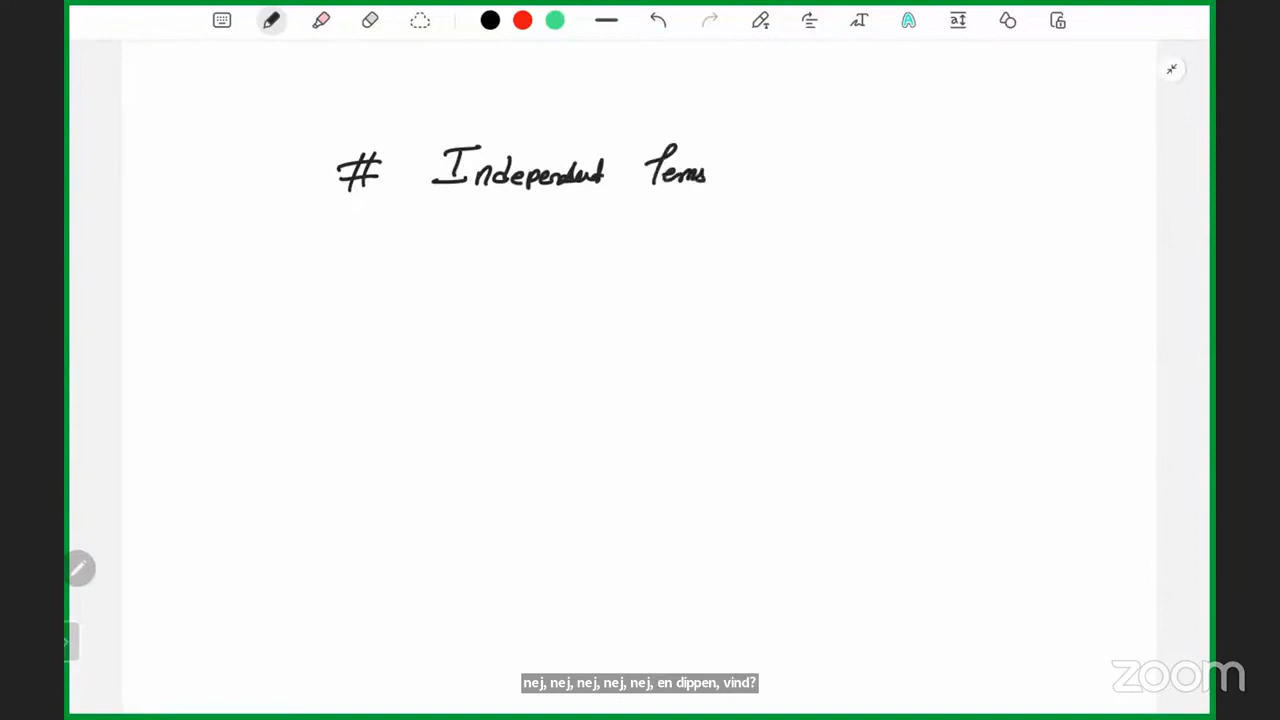 # Independent Terms
nej, nej, nej, nej, nej, en dippen, vind?
zoom